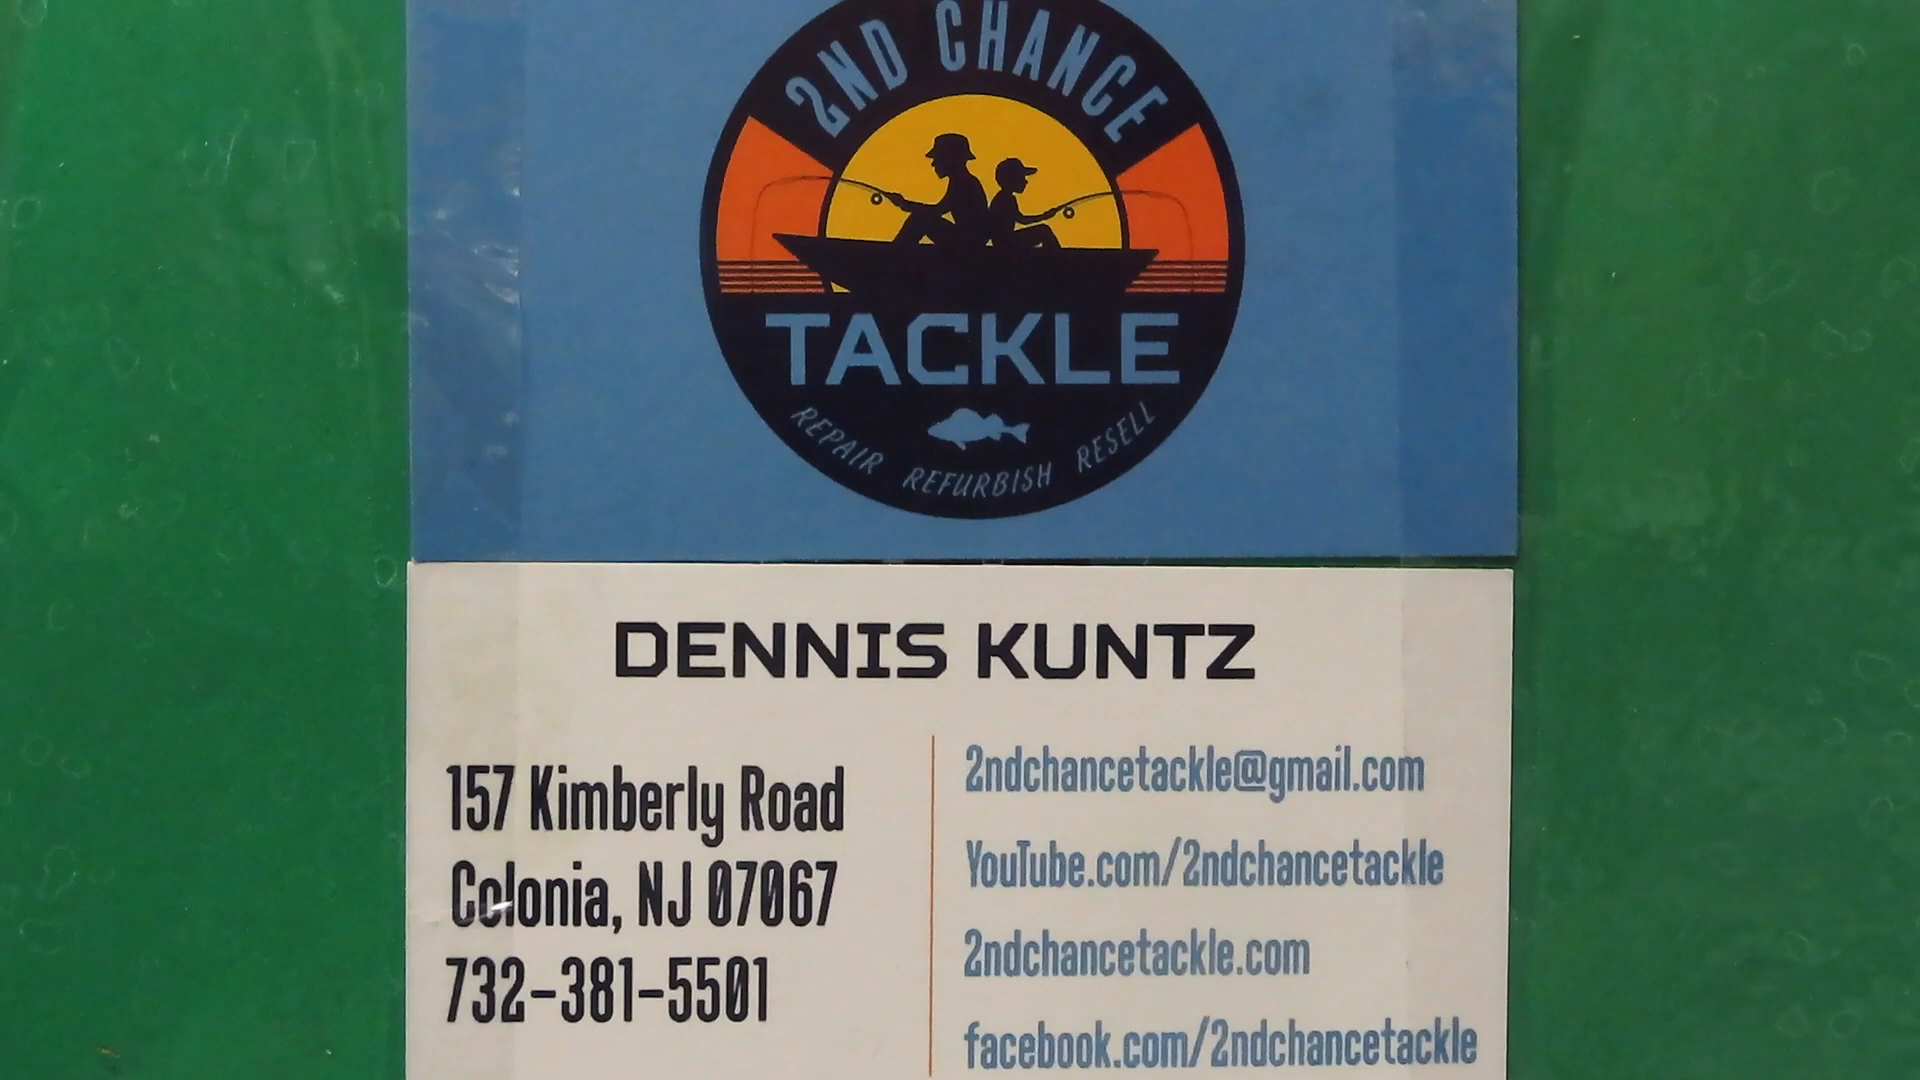 2ND CHANCE
TACKLE
REPAIR REFURBISH RESELL
DENNIS KUNTZ
157 Kimberly Road
Colonia, NJ 07067
732-381-5501
2ndchancetackle@gmail.com
YouTube.com/2ndchancetackle
2ndchancetackle.com
facebook.com/2ndchancetackle